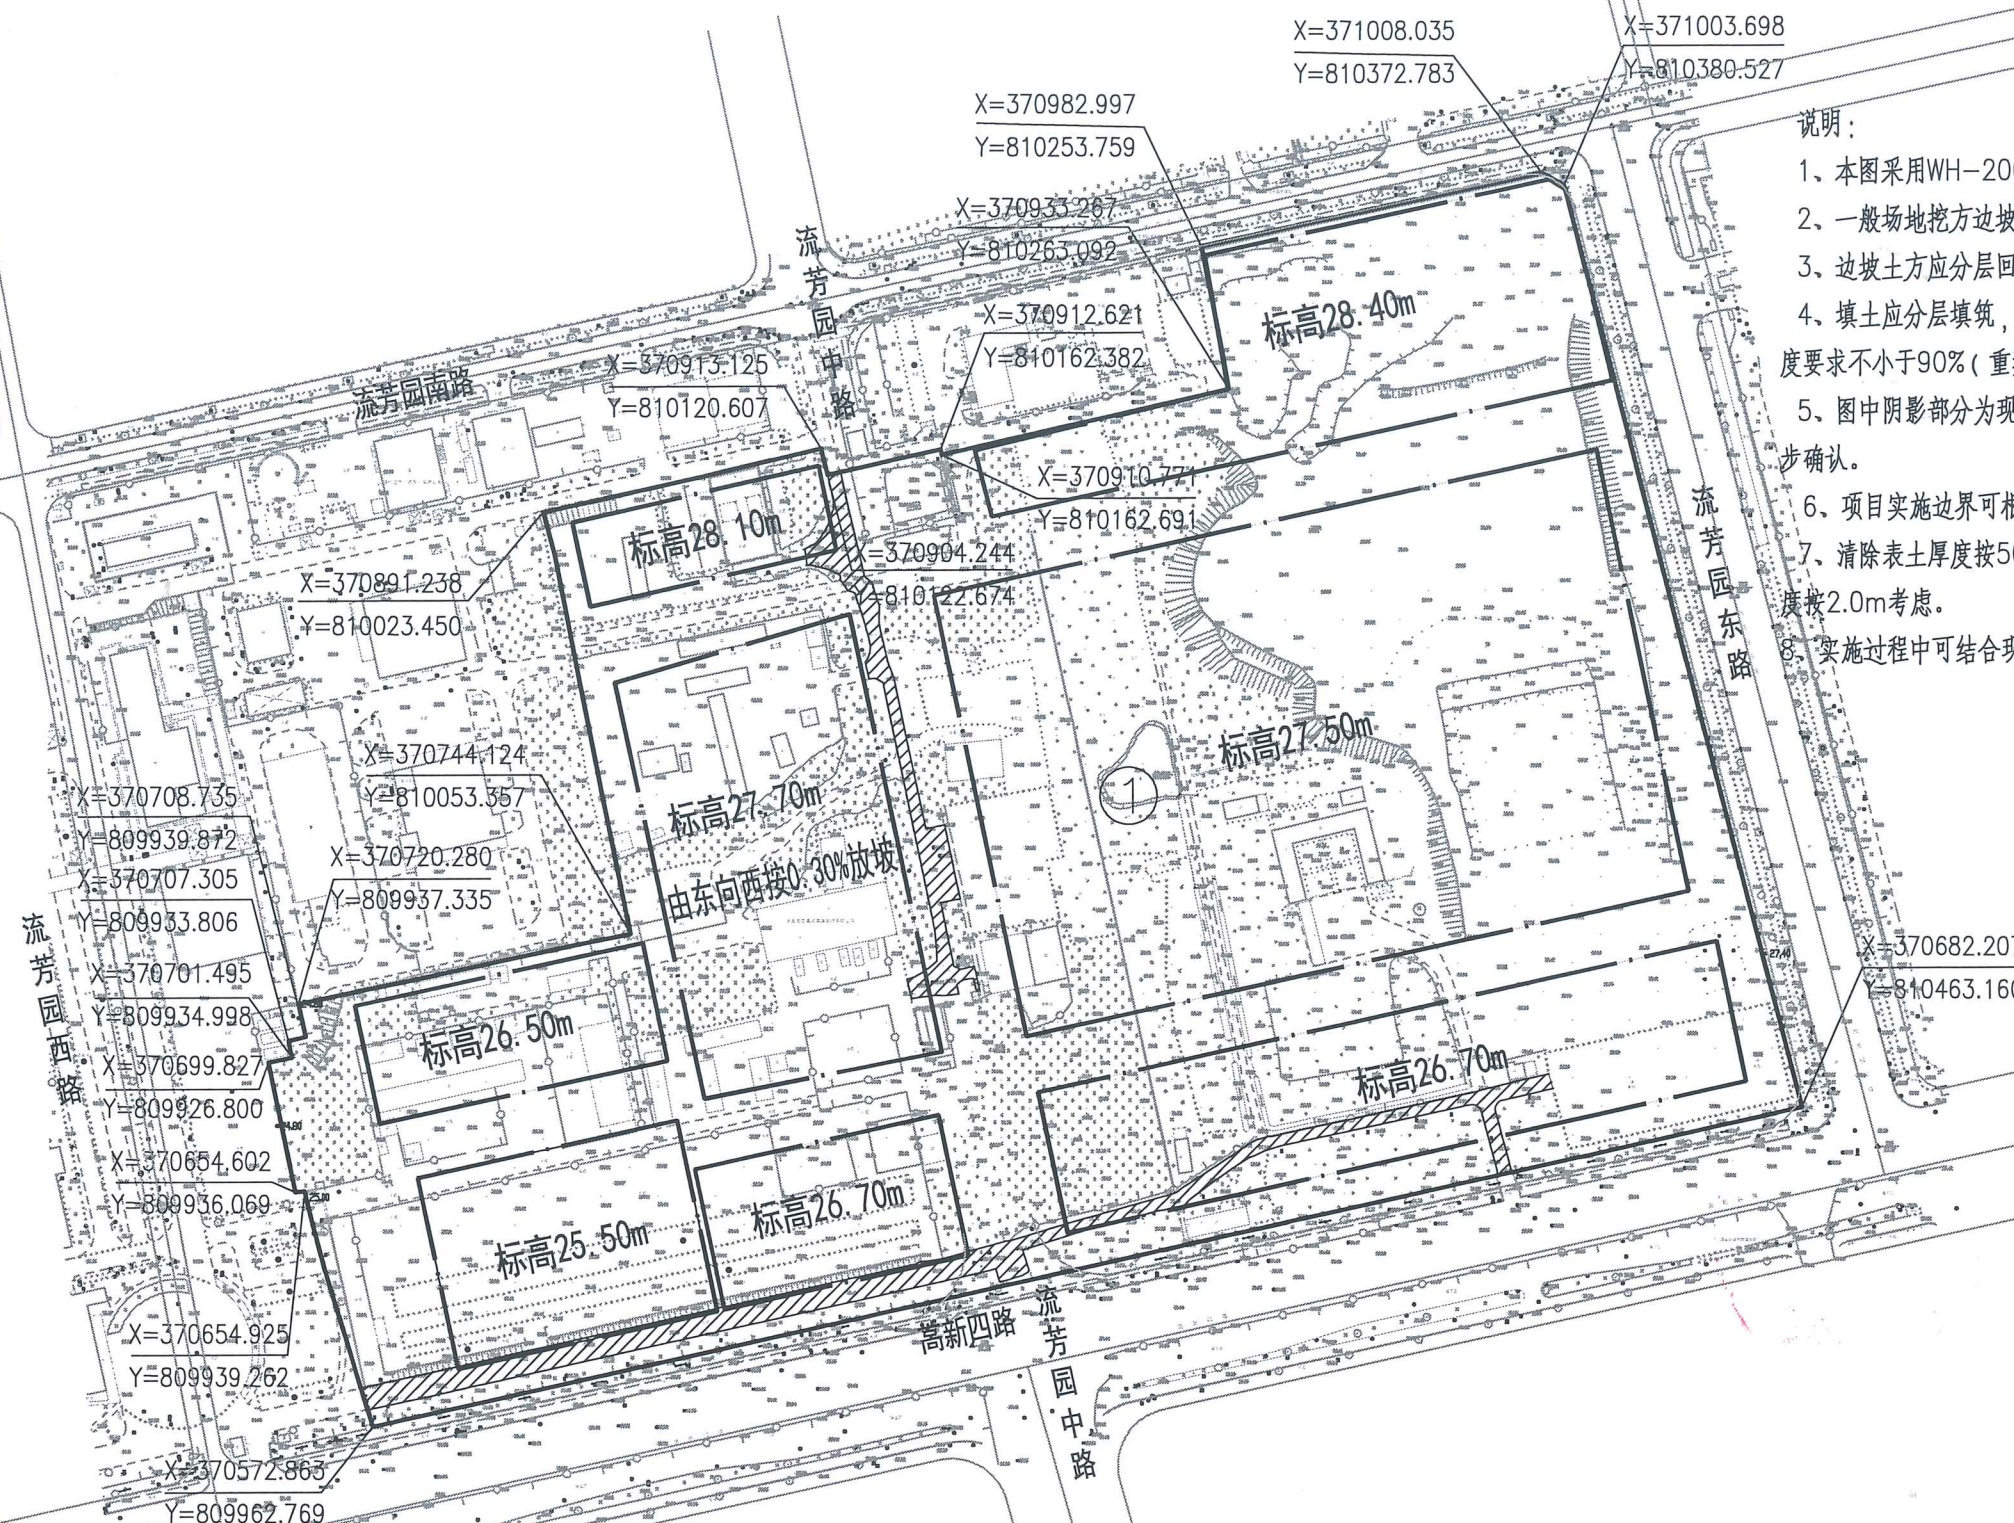 X=371008.035
Y=810372.783
X=371003.698
Y=810380.527
X=370982.997
Y=810253.759
X=370933.267
Y=810263.092
X=370912.621
Y=810162.382
X=370913.125
Y=810120.607
X=370910.771
Y=810162.691
X=370904.244
Y=810122.674
X=370891.238
Y=810023.450
X=370744.124
Y=810053.357
X=370708.735
Y=809939.872
X=370720.280
Y=809937.335
X=370707.305
Y=809933.806
X=370701.495
Y=809934.998
X=370699.827
Y=809926.800
X=370654.602
Y=809936.069
X=370654.925
Y=809939.262
X=370572.863
Y=809962.769
X=370682.207
Y=810463.160
说明：
1、本图采用WH-20
2、一般场地挖方边坡
3、边坡土方应分层回
4、填土应分层填筑，
度要求不小于90%（重
5、图中阴影部分为现
步确认。
6、项目实施边界可
7、清除表土厚度按5
度按2.0m考虑。
8、实施过程中可结合现
流芳园南路
流芳园中路
流芳园东路
流芳园西路
流芳园中路
高新四路
标高28.40m
标高28.10m
标高27.70m
由东向西按0.30%放坡
标高27.50m
1
标高26.50m
标高26.70m
标高26.70m
标高25.50m
27.40
25.00